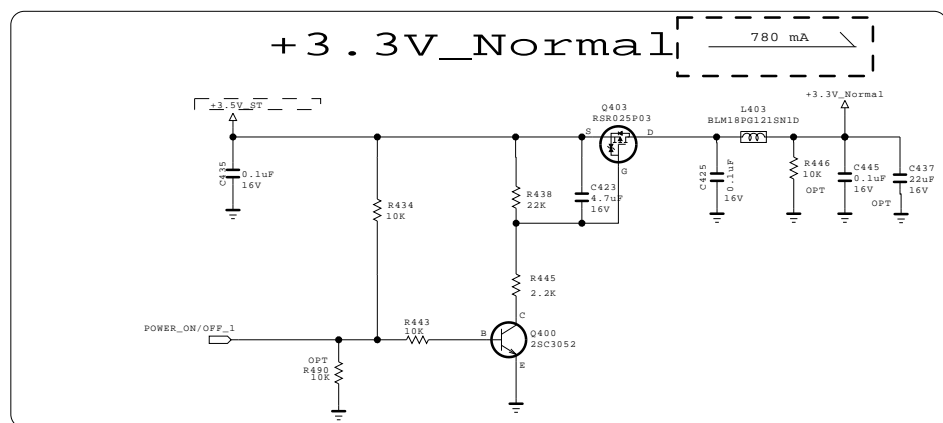 +3.3V_Normal
780 mA
+3.5V_ST
C435
0.1uF
16V
R434
10K
R438
22K
C423
4.7uF
16V
Q403
RSR025P03
S
D
G
L403
BLM18PG121SN1D
+3.3V_Normal
C425
0.1uF
16V
R446
10K
OPT
C445
0.1uF
16V
C437
22uF
16V
OPT
R445
2.2K
POWER_ON/OFF_1
R443
10K
B
C
Q400
2SC3052
E
OPT
R490
10K